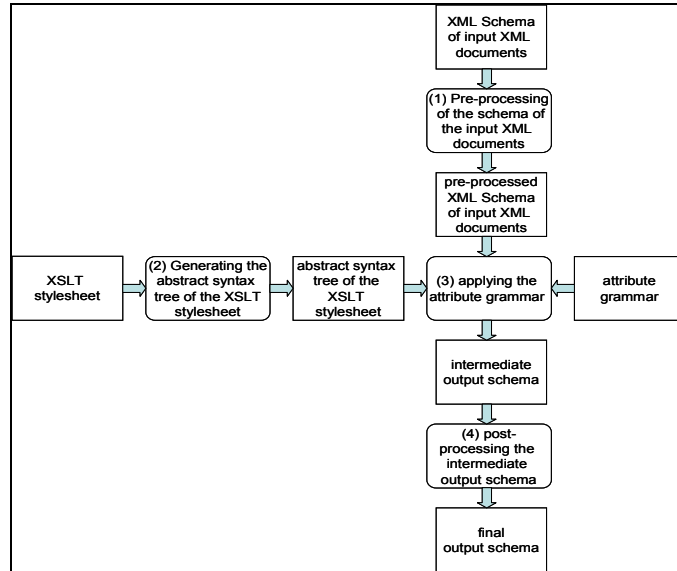 XML Schema
of input XML
documents
(1) Pre-processing
of the schema of
the input XML
documents
pre-processed
XML Schema
of input XML
documents
XSLT
stylesheet
(2) Generating the
abstract syntax
tree of the XSLT
stylesheet
abstract syntax
tree of the
XSLT
stylesheet
(3) applying the
attribute grammar
attribute
grammar
intermediate
output schema
(4) post-
processing the
intermediate
output schema
final
output schema